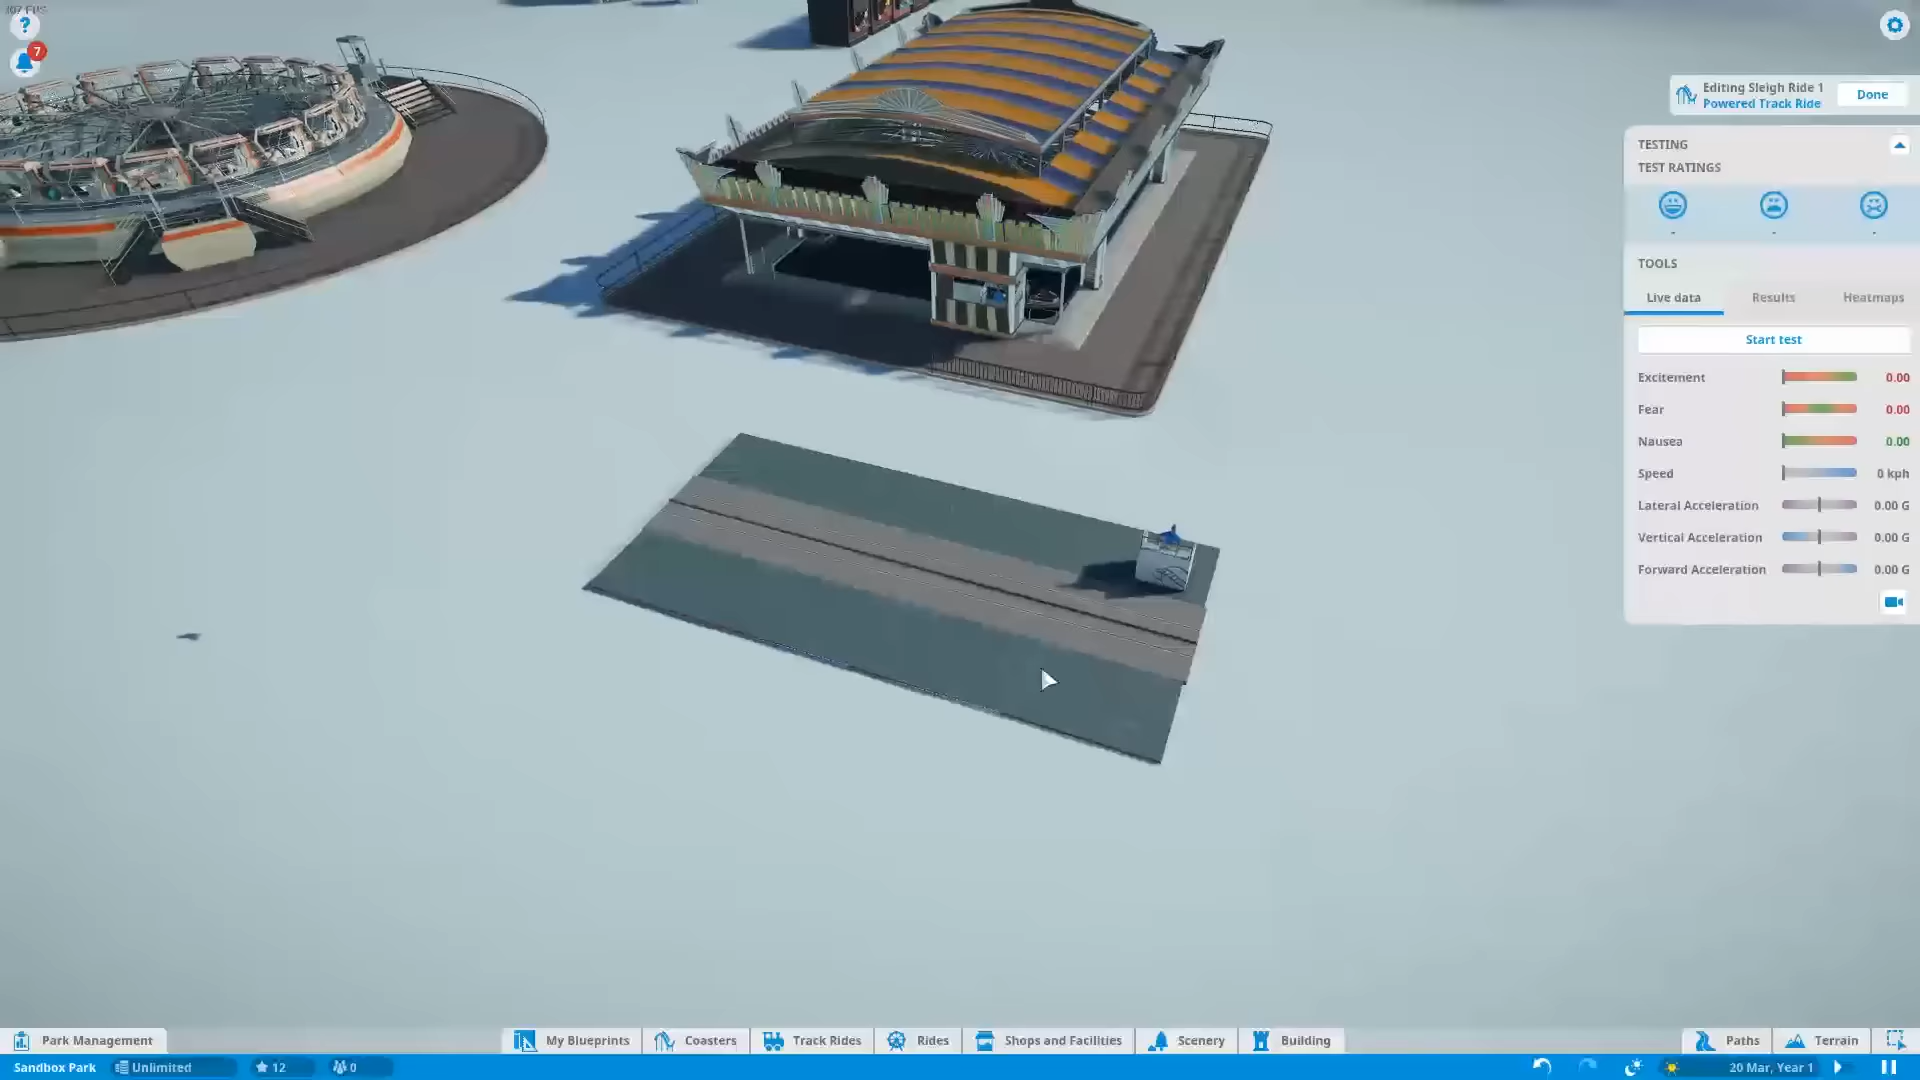 107 FPS
?
7
Editing Sleigh Ride 1
Powered Track Ride
Done
TESTING
TEST RATINGS
- - -
TOOLS
Live data Results Heatmaps
Start test
Excitement 0.00
Fear 0.00
Nausea 0.00
Speed 0 kph
Lateral Acceleration 0.00 G
Vertical Acceleration 0.00 G
Forward Acceleration 0.00 G
Park Management My Blueprints Coasters Track Rides Rides Shops and Facilities Scenery Building Paths Terrain
Sandbox Park Unlimited 12 0 20 Mar, Year 1